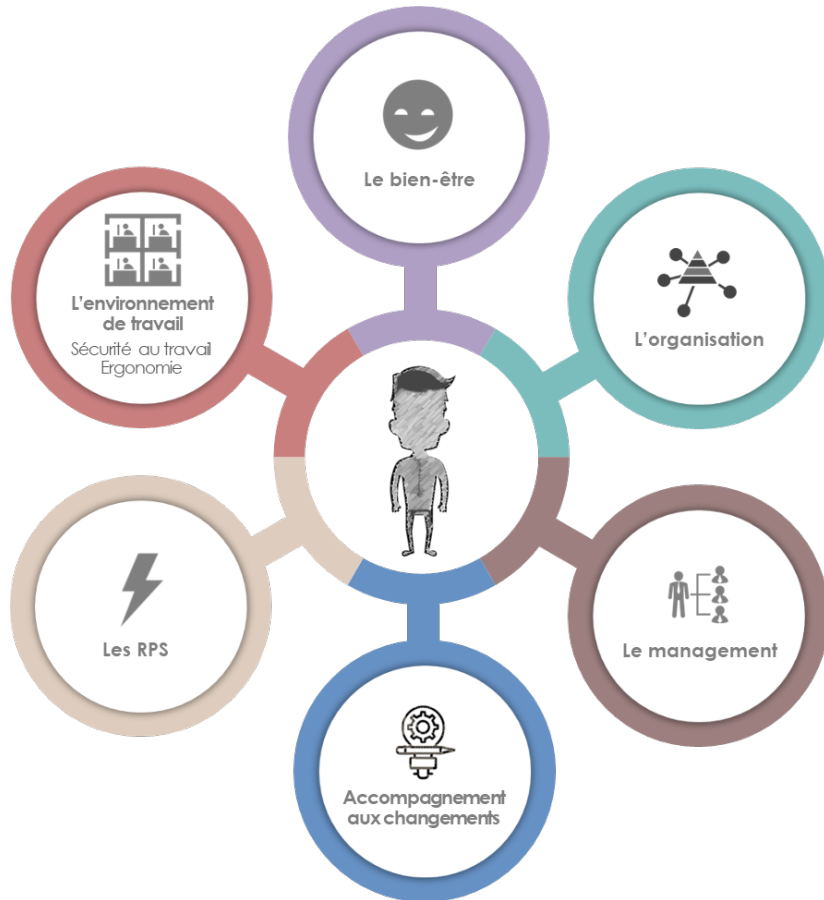 Le bien-être
L'organisation
Le management
Accompagnement
aux changements
Les RPS
L'environnement
de travail
Sécurité au travail
Ergonomie